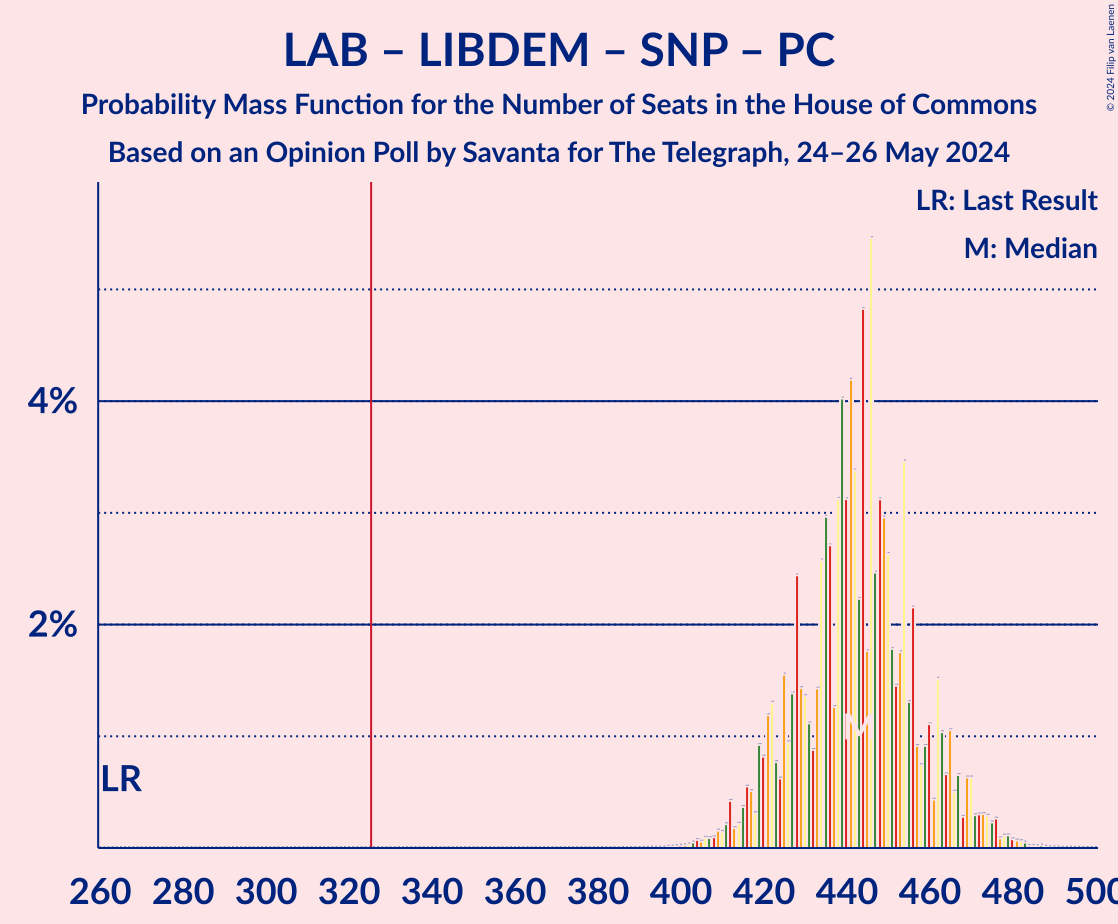 LAB – LIBDEM – SNP – PC
Probability Mass Function for the Number of Seats in the House of Commons
Based on an Opinion Poll by Savanta for The Telegraph, 24–26 May 2024
© 2024 Filip van Laenen
LR: Last Result
M: Median
4%
2%
LR
M
260 280 300 320 340 360 380 400 420 440 460 480 500